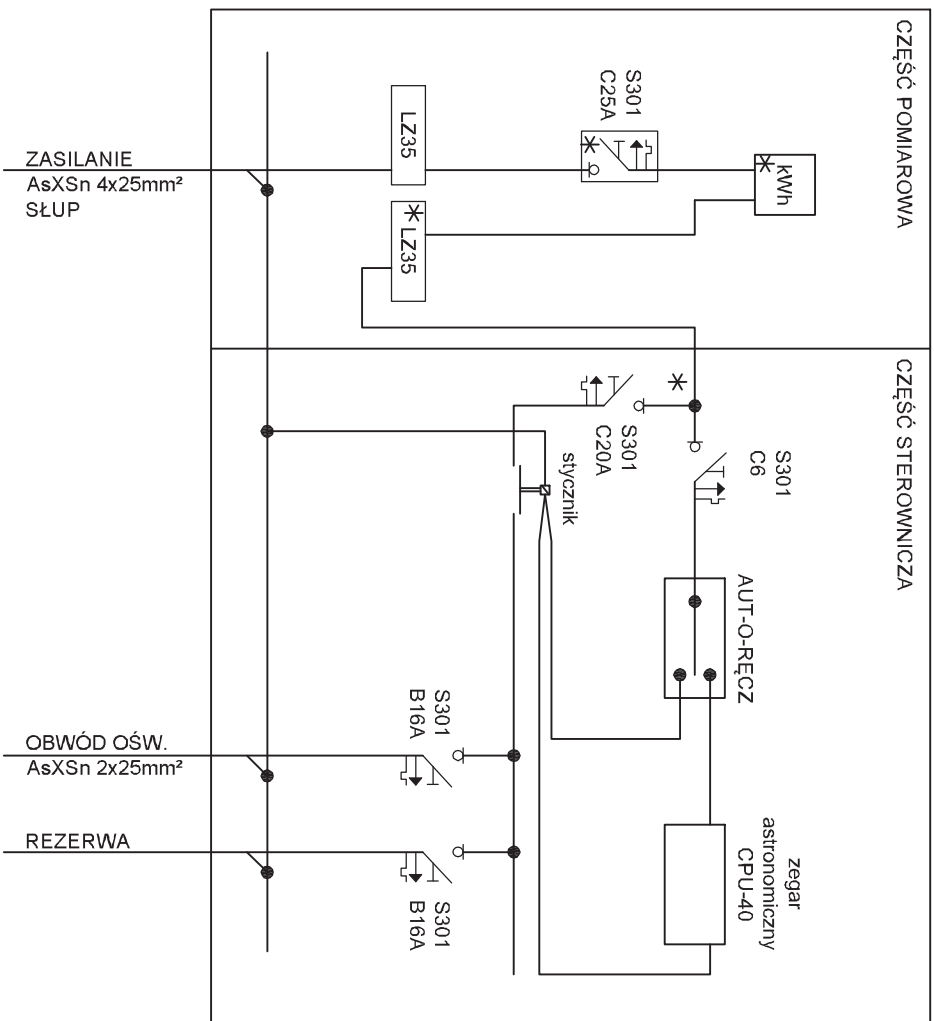 CZĘŚĆ POMIAROWA
kWh
S301
C25A
LZ35
LZ35
ZASILANIE
AsXSn 4x25mm²
SŁUP
CZĘŚĆ STEROWNICZA
S301
C6
S301
C20A
stycznik
AUT-O-RĘCZ
zegar
astronomiczny
CPU-40
S301
B16A
OBWÓD OŚW.
AsXSn 2x25mm²
S301
B16A
REZERWA